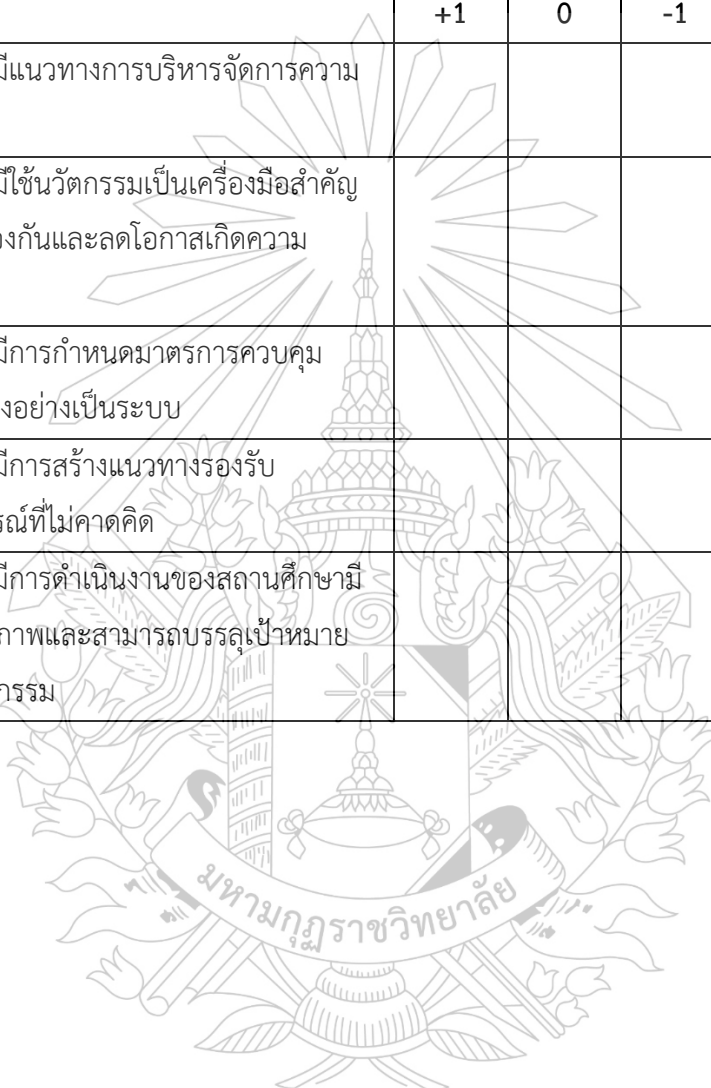 +1 0 -1
มีแนวทางการบริหารจัดการความ
มีใช้นวัตกรรมเป็นเครื่องมือสำคัญ
องกันและลดโอกาสเกิดความ
มีการกำหนดมาตรการควบคุม
งอย่างเป็นระบบ
มีการสร้างแนวทางรองรับ
รณ์ที่ไม่คาดคิด
มีการดำเนินงานของสถานศึกษามี
ภาพและสามารถบรรลุเป้าหมาย
กรรม
มหามกุฏราชวิทยาลัย